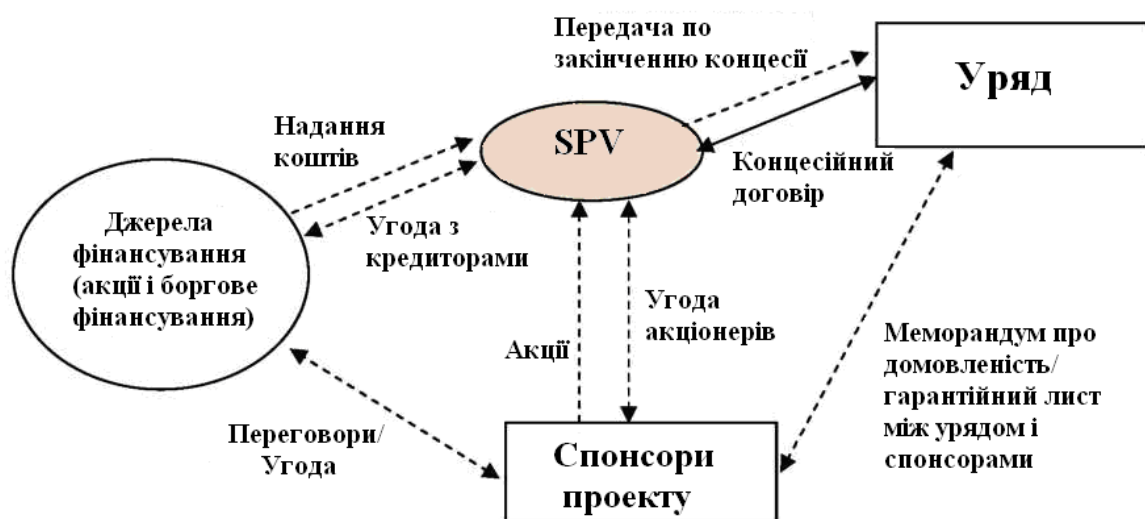 Передача по
закінченню концесії
Уряд
Надання
коштів
SPV
Концесійний
договір
Джерела
фінансування
(акції і боргове
фінансування)
Угода з
кредиторами
Угода
акціонерів
Акції
Меморандум про
домовленість/
гарантійний лист
між урядом і
спонсорами
Переговори/
Угода
Спонсори
проекту